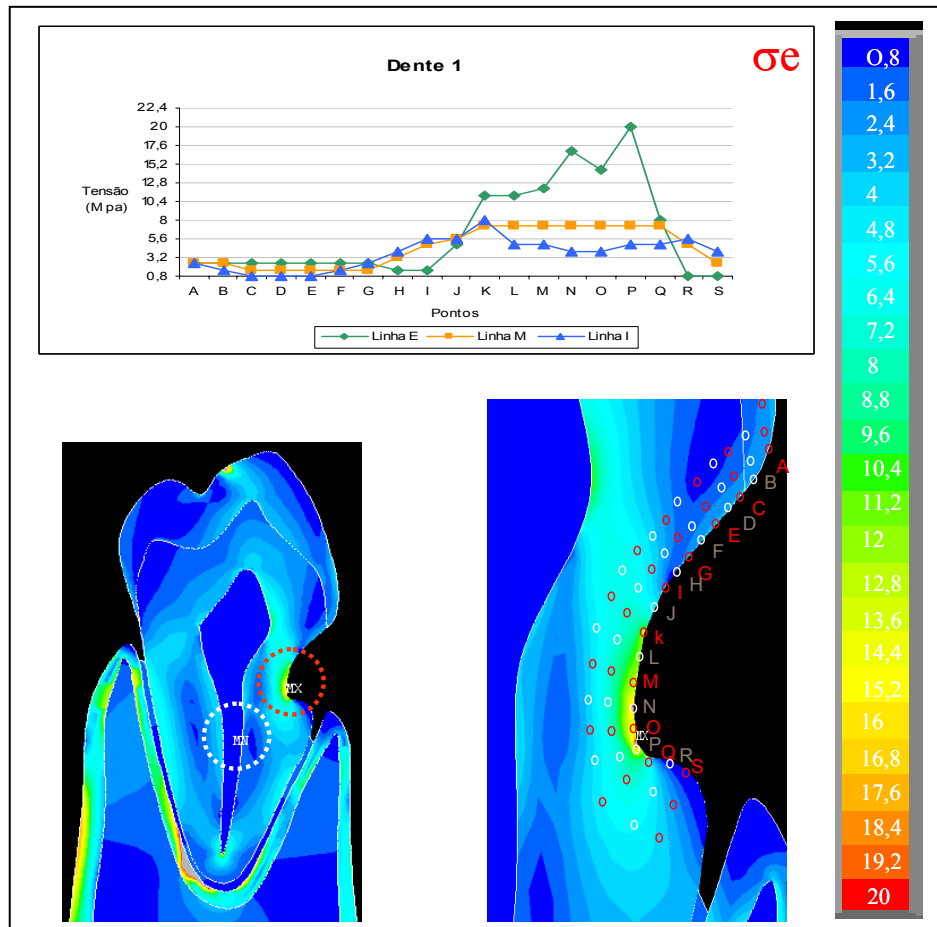 Dente 1
σe
22,4
20
17,6
15,2
12,8
10,4
8
5,6
3,2
0,8
Tensão
(Mpa)
A B C D E F G H I J K L M N O P Q R S
Pontos
Linha E Linha M Linha I
O,8
1,6
2,4
3,2
4
4,8
5,6
6,4
7,2
8
8,8
9,6
10,4
11,2
12
12,8
13,6
14,4
15,2
16
16,8
17,6
18,4
19,2
20
MX
MN
A
B
C
D
E
F
G
H
I
J
k
L
M
N
O
MX
P
Q R
S